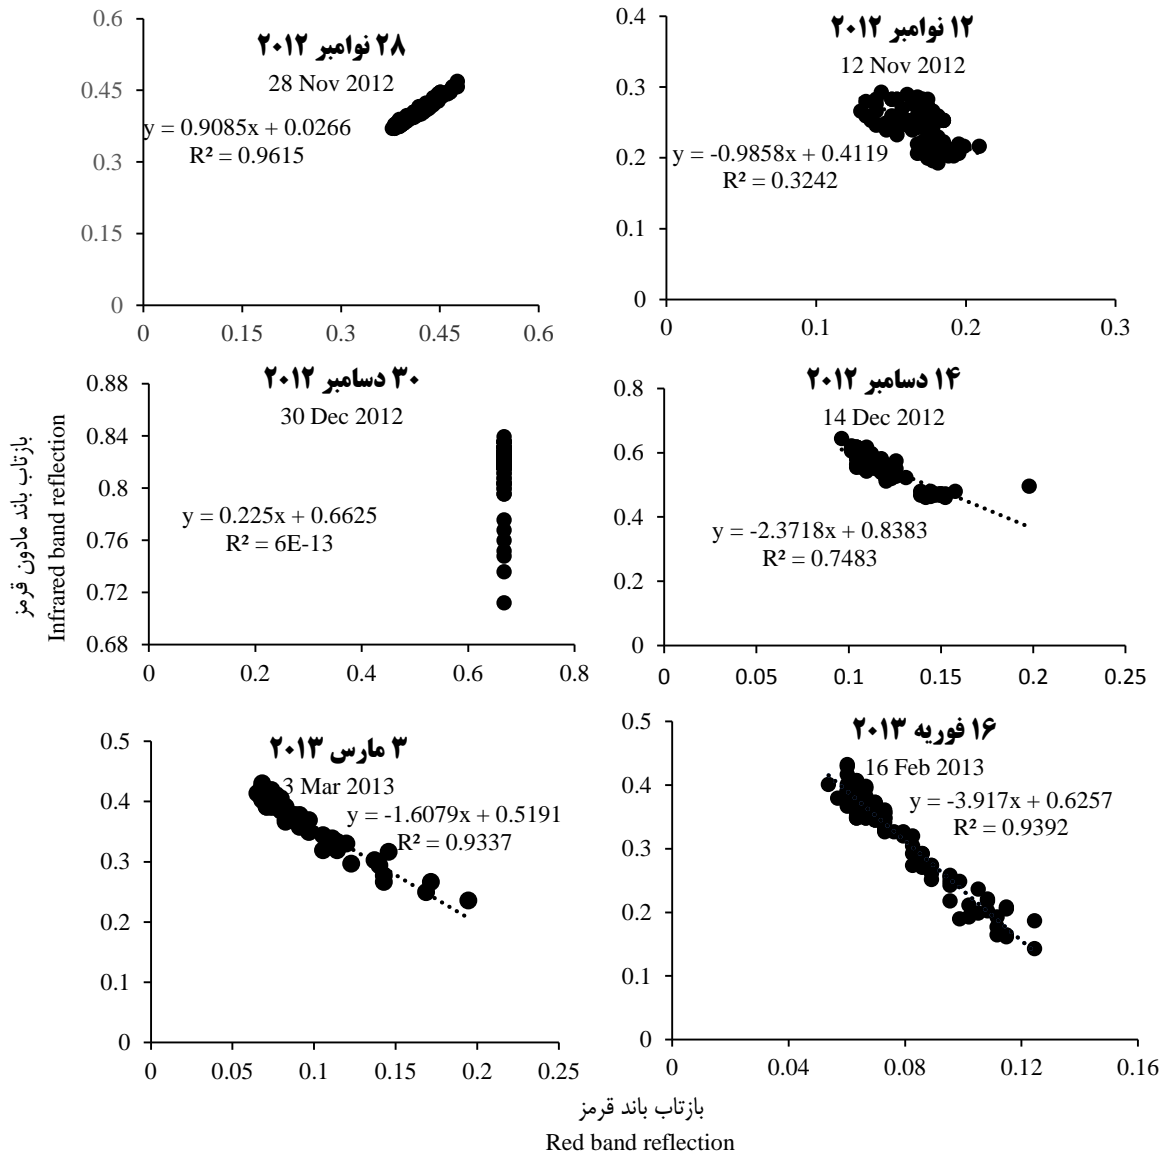 ۲۸ نوامبر ۲۰۱۲
28 Nov 2012
y = 0.9085x + 0.0266
R² = 0.9615
0.6
0.45
0.3
0.15
0
0 0.15 0.3 0.45 0.6
۱۲ نوامبر ۲۰۱۲
12 Nov 2012
y = -0.9858x + 0.4119
R² = 0.3242
0.4
0.3
0.2
0.1
0
0 0.1 0.2 0.3
بازتاب باند مادون قرمز
Infrared band reflection
۳۰ دسامبر ۲۰۱۲
30 Dec 2012
y = 0.225x + 0.6625
R² = 6E-13
0.88
0.84
0.8
0.76
0.72
0.68
0 0.2 0.4 0.6 0.8
۱۴ دسامبر ۲۰۱۲
14 Dec 2012
y = -2.3718x + 0.8383
R² = 0.7483
0.8
0.6
0.4
0.2
0
0 0.05 0.1 0.15 0.2 0.25
۳ مارس ۲۰۱۳
3 Mar 2013
y = -1.6079x + 0.5191
R² = 0.9337
0.5
0.4
0.3
0.2
0.1
0
0 0.05 0.1 0.15 0.2 0.25
۱۶ فوریه ۲۰۱۳
16 Feb 2013
y = -3.917x + 0.6257
R² = 0.9392
0.5
0.4
0.3
0.2
0.1
0
0 0.04 0.08 0.12 0.16
بازتاب باند قرمز
Red band reflection